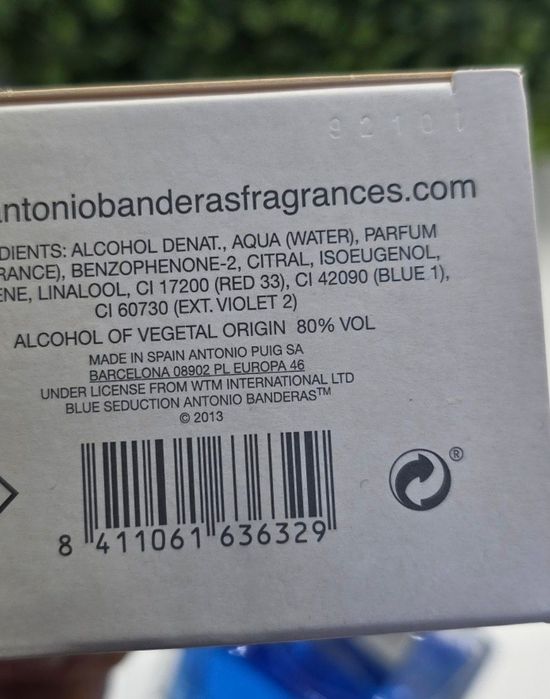 92101
ntoniobanderasfragrances.com
DIENTS: ALCOHOL DENAT., AQUA (WATER), PARFUM
RANCE), BENZOPHENONE-2, CITRAL, ISOEUGENOL,
ENE, LINALOOL, CI 17200 (RED 33), CI 42090 (BLUE 1),
CI 60730 (EXT. VIOLET 2)
ALCOHOL OF VEGETAL ORIGIN 80% VOL
MADE IN SPAIN ANTONIO PUIG SA
BARCELONA 08902 PL EUROPA 46
UNDER LICENSE FROM WTM INTERNATIONAL LTD
BLUE SEDUCTION ANTONIO BANDERAS™
© 2013
®
8 411061 636329